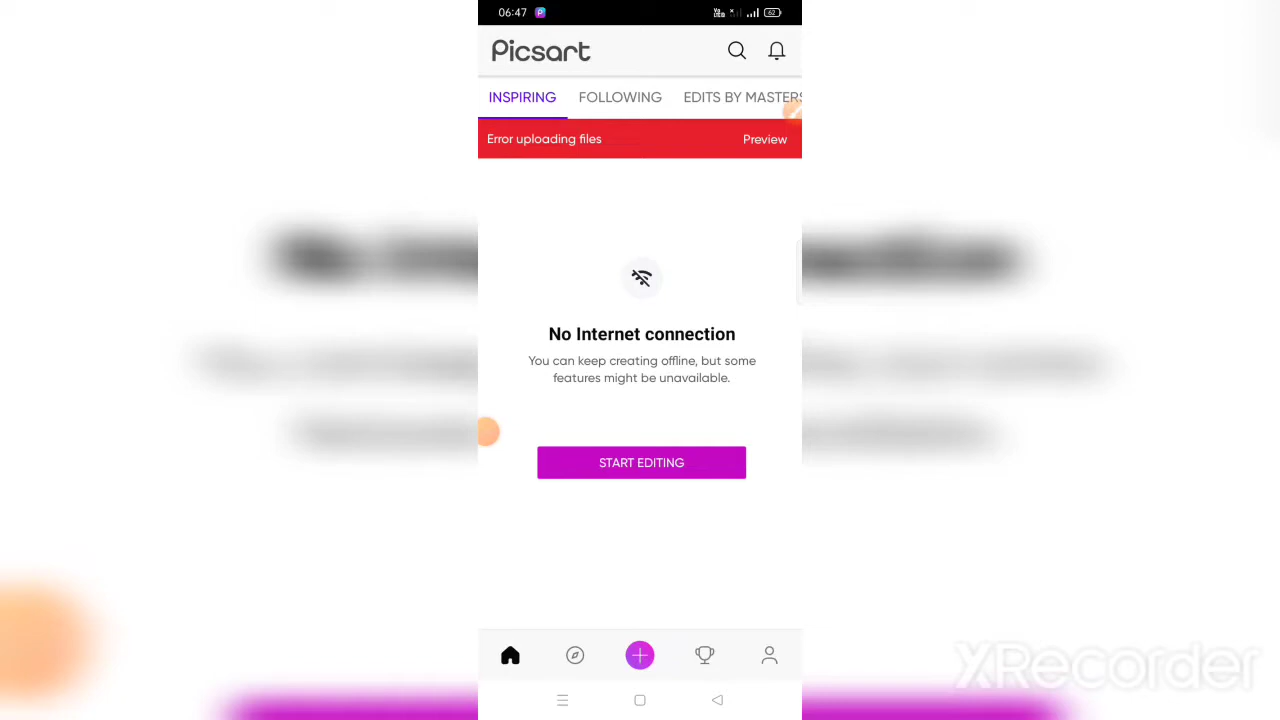 06:47
62
Picsart
INSPIRING FOLLOWING EDITS BY MASTERS
Error uploading files Preview
No Internet connection
You can keep creating offline, but some
features might be unavailable.
START EDITING
XRecorder